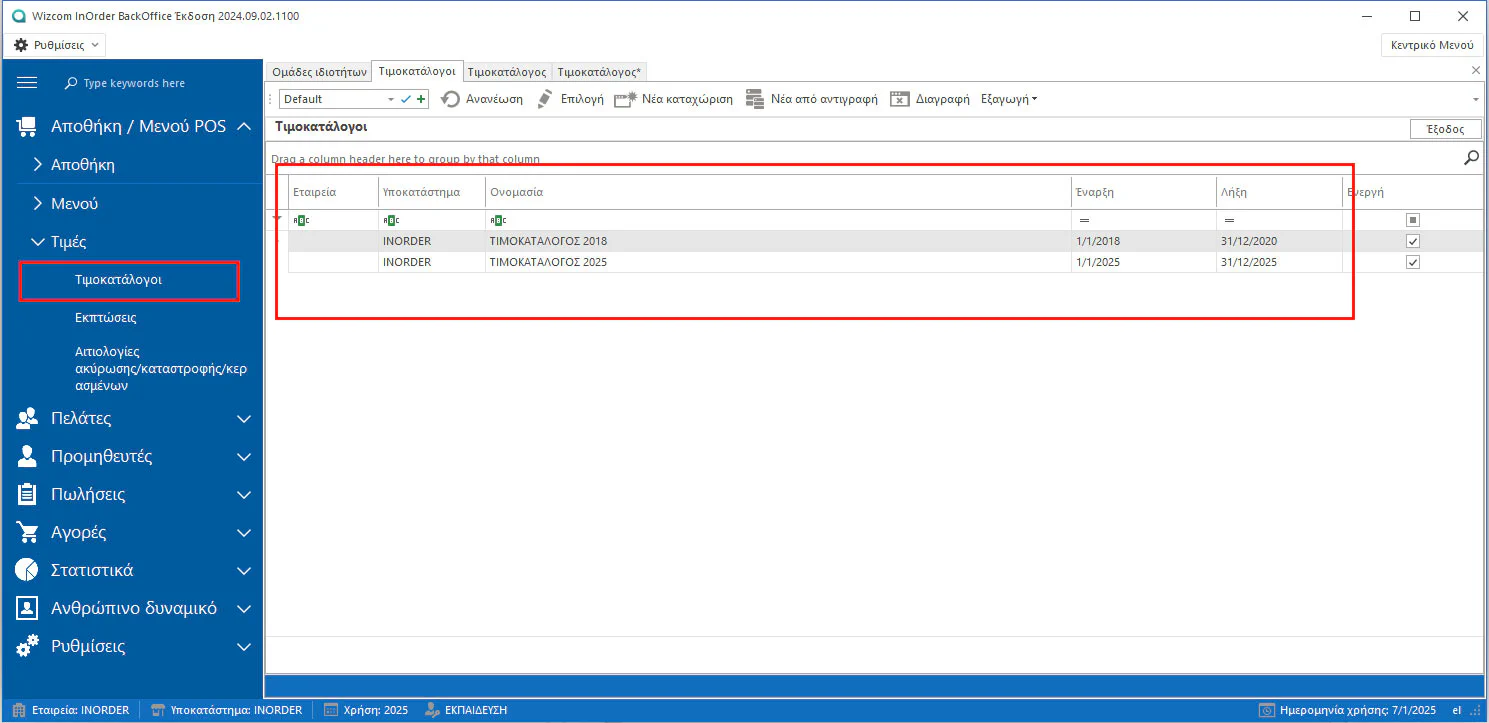 Wizcom InOrder BackOffice Έκδοση 2024.09.02.1100
Ρυθμίσεις
Κεντρικό Μενού
Type keywords here
Αποθήκη / Μενού POS
Αποθήκη
Μενού
Τιμές
Τιμοκατάλογοι
Εκπτώσεις
Αιτιολογίες
ακύρωσης/καταστροφής/κερ
ασμένων
Πελάτες
Προμηθευτές
Πωλήσεις
Αγορές
Στατιστικά
Ανθρώπινο δυναμικό
Ρυθμίσεις
Ομάδες ιδιοτήτων Τιμοκατάλογοι Τιμοκατάλογος Τιμοκατάλογος*
Default Ανανέωση Επιλογή Νέα καταχώριση Νέα από αντιγραφή Διαγραφή Εξαγωγή
Τιμοκατάλογοι
Έξοδος
Drag a column header here to group by that column
Εταιρεία Υποκατάστημα Ονομασία Έναρξη Λήξη Ενεργή
ABC ABC ABC = =
INORDER ΤΙΜΟΚΑΤΑΛΟΓΟΣ 2018 1/1/2018 31/12/2020
INORDER ΤΙΜΟΚΑΤΑΛΟΓΟΣ 2025 1/1/2025 31/12/2025
Εταιρεία: INORDER Υποκατάστημα: INORDER Χρήση: 2025 ΕΚΠΑΙΔΕΥΣΗ Ημερομηνία χρήσης: 7/1/2025 el